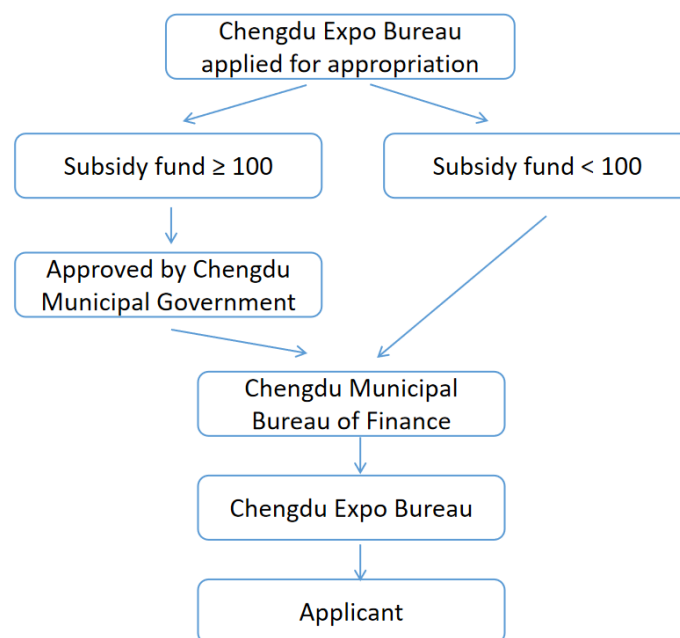 Chengdu Expo Bureau
applied for appropriation
Subsidy fund ≥ 100
Subsidy fund < 100
Approved by Chengdu
Municipal Government
Chengdu Municipal
Bureau of Finance
Chengdu Expo Bureau
Applicant